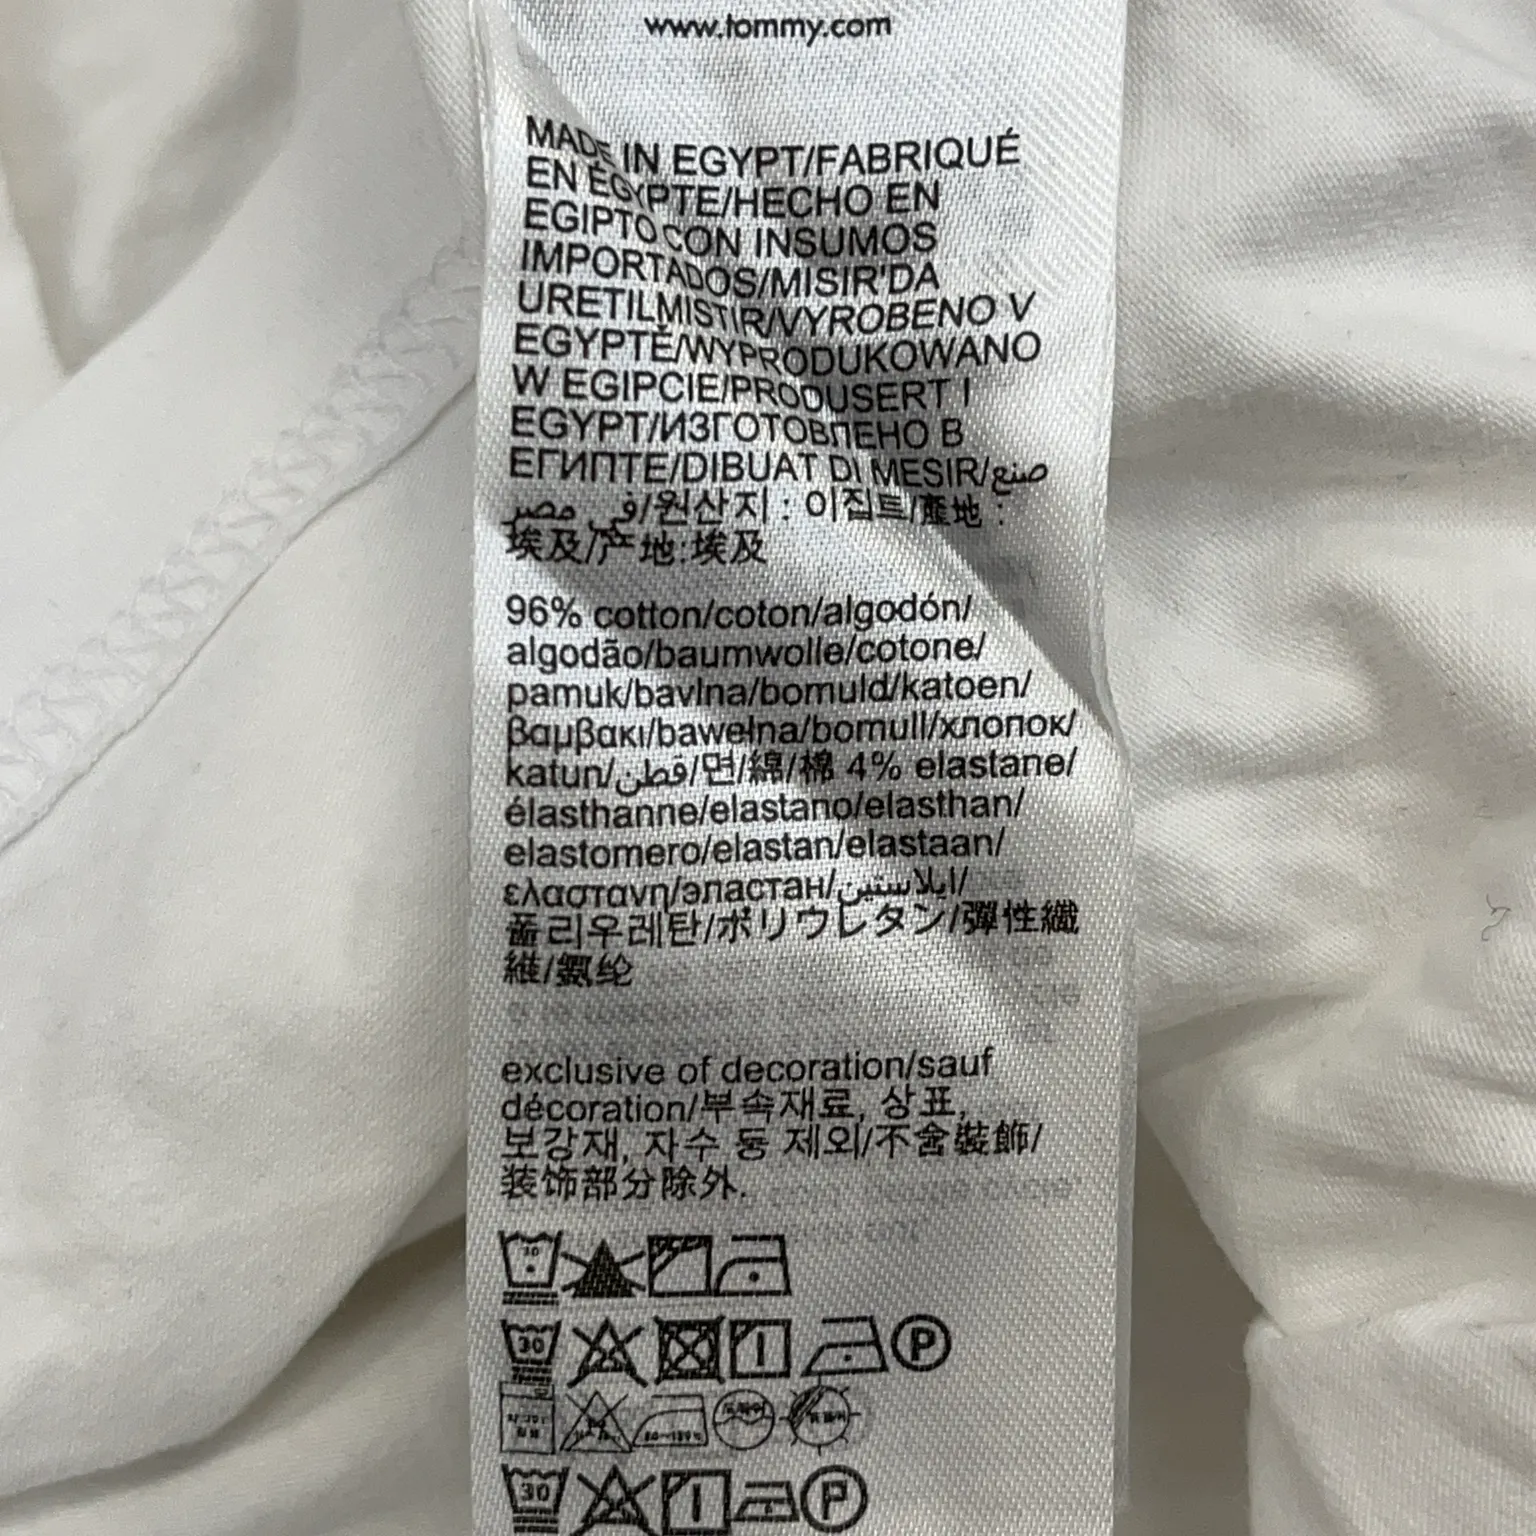 www.tommy.com
MADE IN EGYPT/FABRIQUÉ
EN ÉGYPTE/HECHO EN
EGIPTO CON INSUMOS
IMPORTADOS/MISIR'DA
URETILMISTIR/VYROBENO V
EGYPTĚ/WYPRODUKOWANO
W EGIPCIE/PRODUSERT I
EGYPT/ИЗГОТОВЛЕНО В
ЕГИПТЕ/DIBUAT DI MESIR/صنع
في مصر/원산지 : 이집트/產地 :
埃及/产地:埃及
96% cotton/coton/algodón/
algodão/baumwolle/cotone/
pamuk/bavlna/bomuld/katoen/
βαμβακι/bawełna/bomull/хлопок/
katun/قطن/면/綿/棉 4% elastane/
élasthanne/elastano/elasthan/
elastomero/elastan/elastaan/
ελαστανη/эластан/ايلاستين/
폴리우레탄/ポリウレタン/彈性纖
維/氨纶
exclusive of decoration/sauf
décoration/부속재료, 상표,
보강재, 자수 등 제외/不含裝飾/
装饰部分除外.
30
30 P
30 P